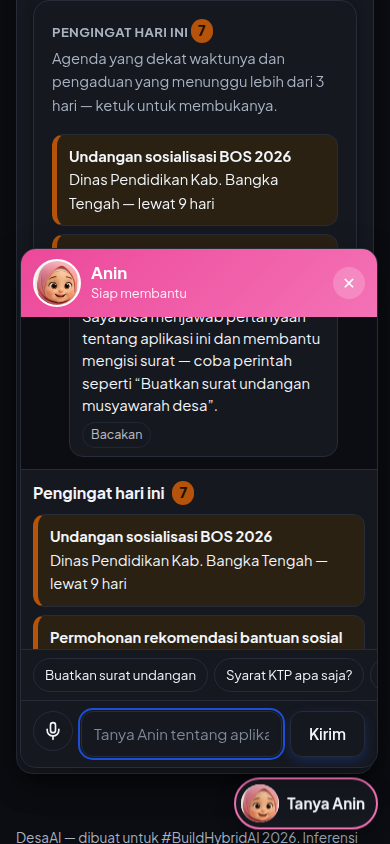 PENGINGAT HARI INI 7
Agenda yang dekat waktunya dan
pengaduan yang menunggu lebih dari 3
hari — ketuk untuk membukanya.
Undangan sosialisasi BOS 2026
Dinas Pendidikan Kab. Bangka
Tengah — lewat 9 hari
Anin
Siap membantu
Saya bisa menjawab pertanyaan
tentang aplikasi ini dan membantu
mengisi surat — coba perintah
seperti “Buatkan surat undangan
musyawarah desa”.
Bacakan
Pengingat hari ini 7
Undangan sosialisasi BOS 2026
Dinas Pendidikan Kab. Bangka Tengah —
lewat 9 hari
Permohonan rekomendasi bantuan sosial
Buatkan surat undangan
Syarat KTP apa saja?
Tanya Anin tentang aplika
Kirim
Tanya Anin
DesaAI — dibuat untuk #BuildHybridAI 2026. Inferensi